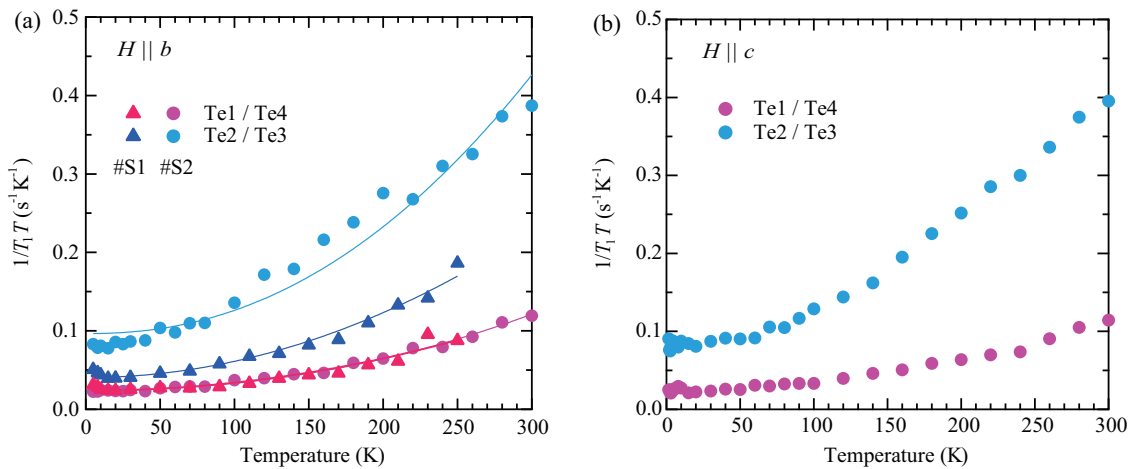 (a)
H || b
Te1 / Te4
Te2 / Te3
#S1 #S2
0.5
0.4
0.3
0.2
0.1
0.0
1/T₁T (s⁻¹K⁻¹)
0 50 100 150 200 250 300
Temperature (K)
(b)
H || c
Te1 / Te4
Te2 / Te3
0.5
0.4
0.3
0.2
0.1
0.0
1/T₁T (s⁻¹K⁻¹)
0 50 100 150 200 250 300
Temperature (K)